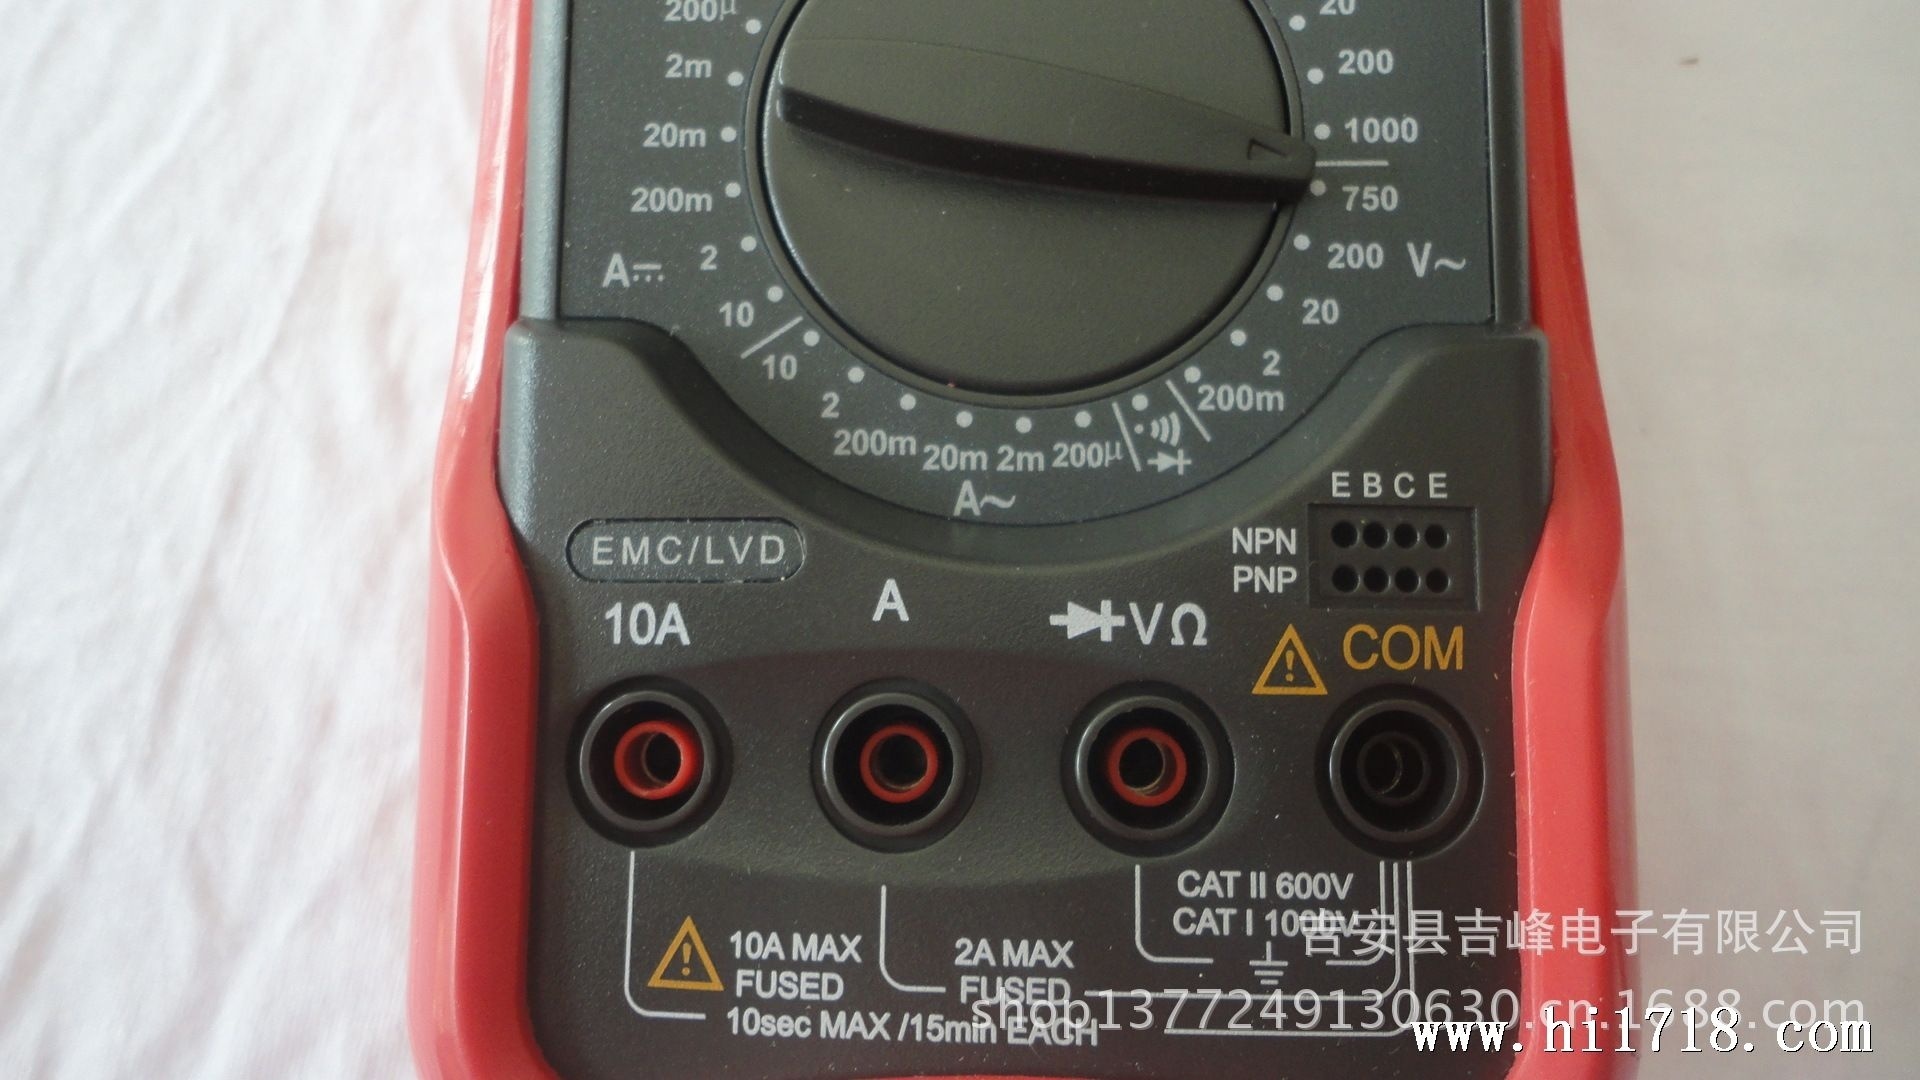 200µ
20
2m
200
20m
1000
200m
750
A⎓
2
200
V~
10
20
10
2
2
200m
200m
20m
2m
200µ
A~
E B C E
NPN
PNP
EMC/LVD
10A
A
VΩ
COM
CAT II 600V
CAT I 1000V
10A MAX
FUSED
2A MAX
FUSED
10sec MAX /15min EACH
吉安县吉峰电子有限公司
shop1377249130630.cn.1688.com
www.hi1718.com